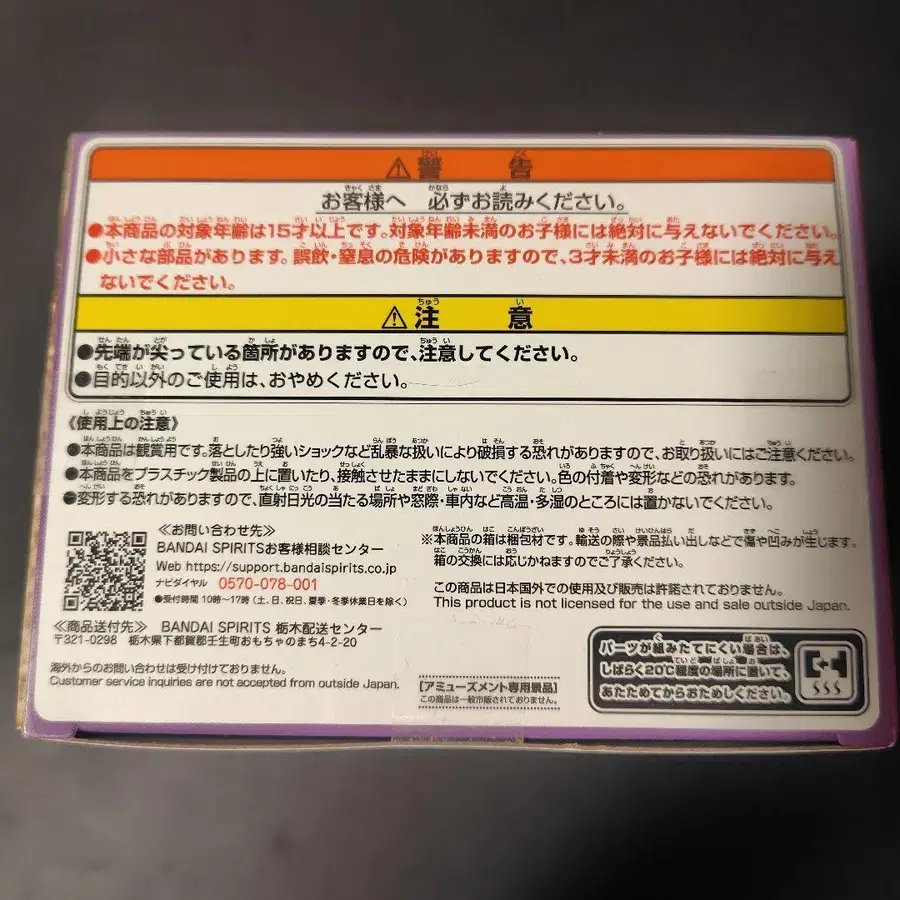 ⚠警告
お客様へ 必ずお読みください。
●本商品の対象年齢は15才以上です。対象年齢未満のお子様には絶対に与えないでください。
●小さな部品があります。誤飲・窒息の危険がありますので、3才未満のお子様には絶対に与え
ないでください。
⚠注意
●先端が尖っている箇所がありますので、注意してください。
●目的以外のご使用は、おやめください。
《使用上の注意》
●本商品は観賞用です。落としたり強いショックなど乱暴な扱いにより破損する恐れがありますので、お取り扱いにはご注意ください。
●本商品をプラスチック製品の上に置いたり、接触させたままにしないでください。色の付着や変形などの恐れがあります。
●変形する恐れがありますので、直射日光の当たる場所や窓際・車内など高温・多湿のところには置かないでください。
≪お問い合わせ先≫
BANDAI SPIRITSお客様相談センター
Web https://support.bandaispirits.co.jp
ナビダイヤル 0570-078-001
●受付時間 10時~17時(土、日、祝日、夏季・冬季休業日を除く)
≪商品送付先≫ BANDAI SPIRITS 栃木配送センター
〒321-0298 栃木県下都賀郡壬生町おもちゃのまち4-2-20
海外からのお問い合わせは受け付けておりません。
Customer service inquiries are not accepted from outside Japan.
※本商品の箱は梱包材です。輸送の際や景品払い出しなどで傷や凹みが生じます。
箱の交換には応じかねますのでご了承ください。
この商品は日本国外での使用及び販売は許諾されておりません。
This product is not licensed for the use and sale outside Japan.
【アミューズメント専用景品】
この商品は一般市販されておりません。
パーツが組みたてにくい場合は、
しばらく20℃程度の場所に置いて、
あたためてからおためしください。